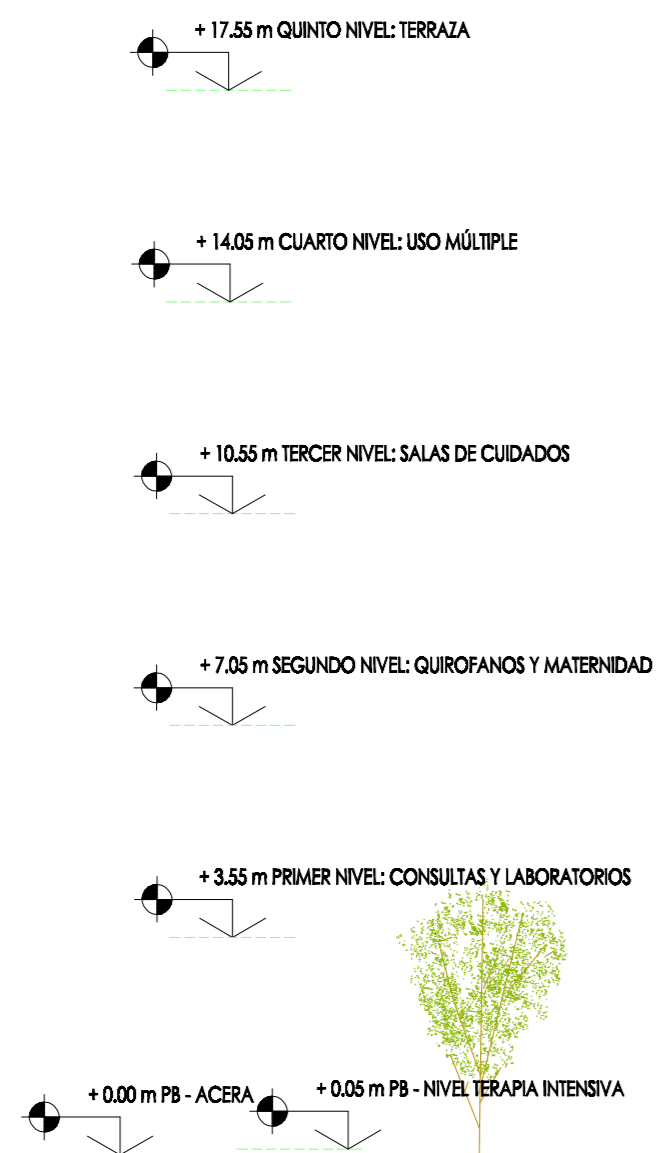 + 17.55 m QUINTO NIVEL: TERRAZA
+ 14.05 m CUARTO NIVEL: USO MÚLTIPLE
+ 10.55 m TERCER NIVEL: SALAS DE CUIDADOS
+ 7.05 m SEGUNDO NIVEL: QUIROFANOS Y MATERNIDAD
+ 3.55 m PRIMER NIVEL: CONSULTAS Y LABORATORIOS
+ 0.00 m PB - ACERA
+ 0.05 m PB - NIVEL TERAPIA INTENSIVA